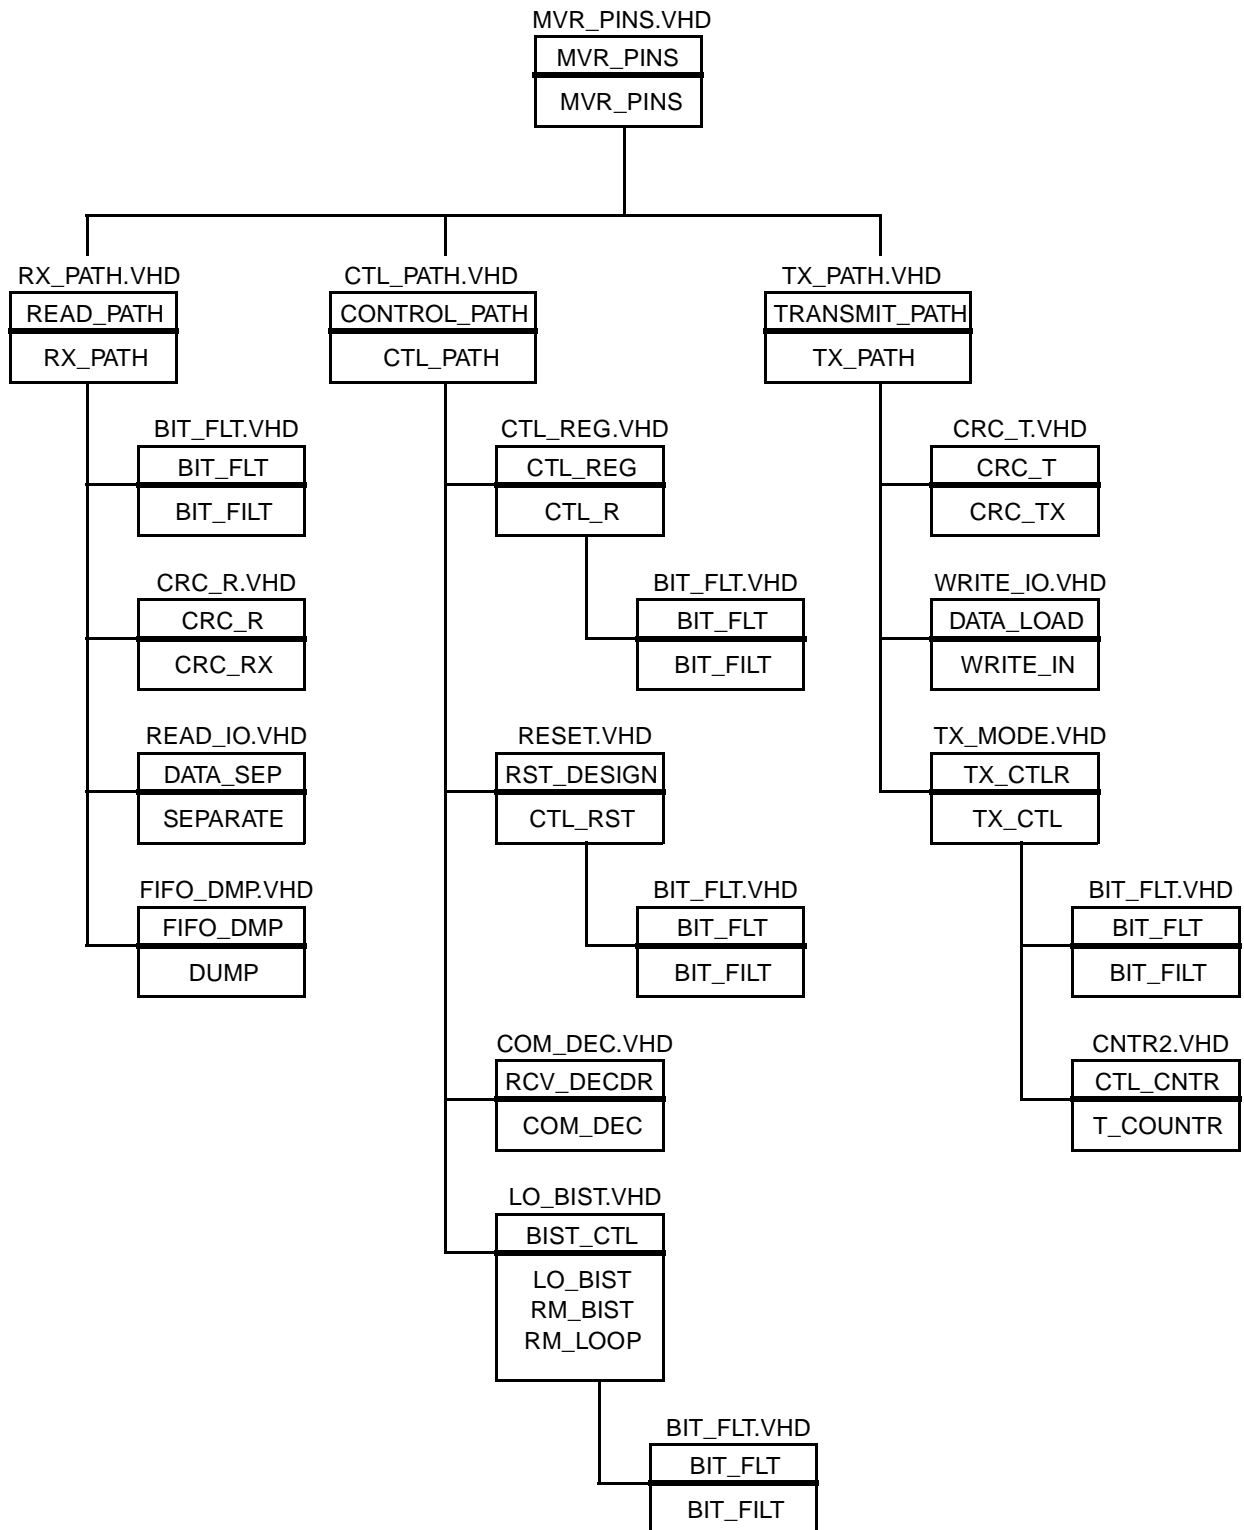 MVR_PINS.VHD
MVR_PINS
MVR_PINS
RX_PATH.VHD
READ_PATH
RX_PATH
BIT_FLT.VHD
BIT_FLT
BIT_FILT
CRC_R.VHD
CRC_R
CRC_RX
READ_IO.VHD
DATA_SEP
SEPARATE
FIFO_DMP.VHD
FIFO_DMP
DUMP
CTL_PATH.VHD
CONTROL_PATH
CTL_PATH
CTL_REG.VHD
CTL_REG
CTL_R
BIT_FLT.VHD
BIT_FLT
BIT_FILT
RESET.VHD
RST_DESIGN
CTL_RST
BIT_FLT.VHD
BIT_FLT
BIT_FILT
COM_DEC.VHD
RCV_DECDR
COM_DEC
LO_BIST.VHD
BIST_CTL
LO_BIST
RM_BIST
RM_LOOP
BIT_FLT.VHD
BIT_FLT
BIT_FILT
TX_PATH.VHD
TRANSMIT_PATH
TX_PATH
CRC_T.VHD
CRC_T
CRC_TX
WRITE_IO.VHD
DATA_LOAD
WRITE_IN
TX_MODE.VHD
TX_CTLR
TX_CTL
BIT_FLT.VHD
BIT_FLT
BIT_FILT
CNTR2.VHD
CTL_CNTR
T_COUNTR